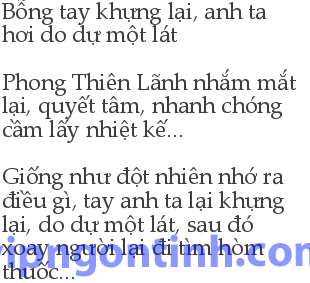 Bỗng tay khựng lại, anh ta
hơi do dự một lát
Phong Thiên Lãnh nhắm mắt
lại, quyết tâm, nhanh chóng
cầm lấy nhiệt kế...
Giống như đột nhiên nhớ ra
điều gì, tay anh ta lại khựng
lại, do dự một lát, sau đó
xoay người lại đi tìm hòm
thuốc...